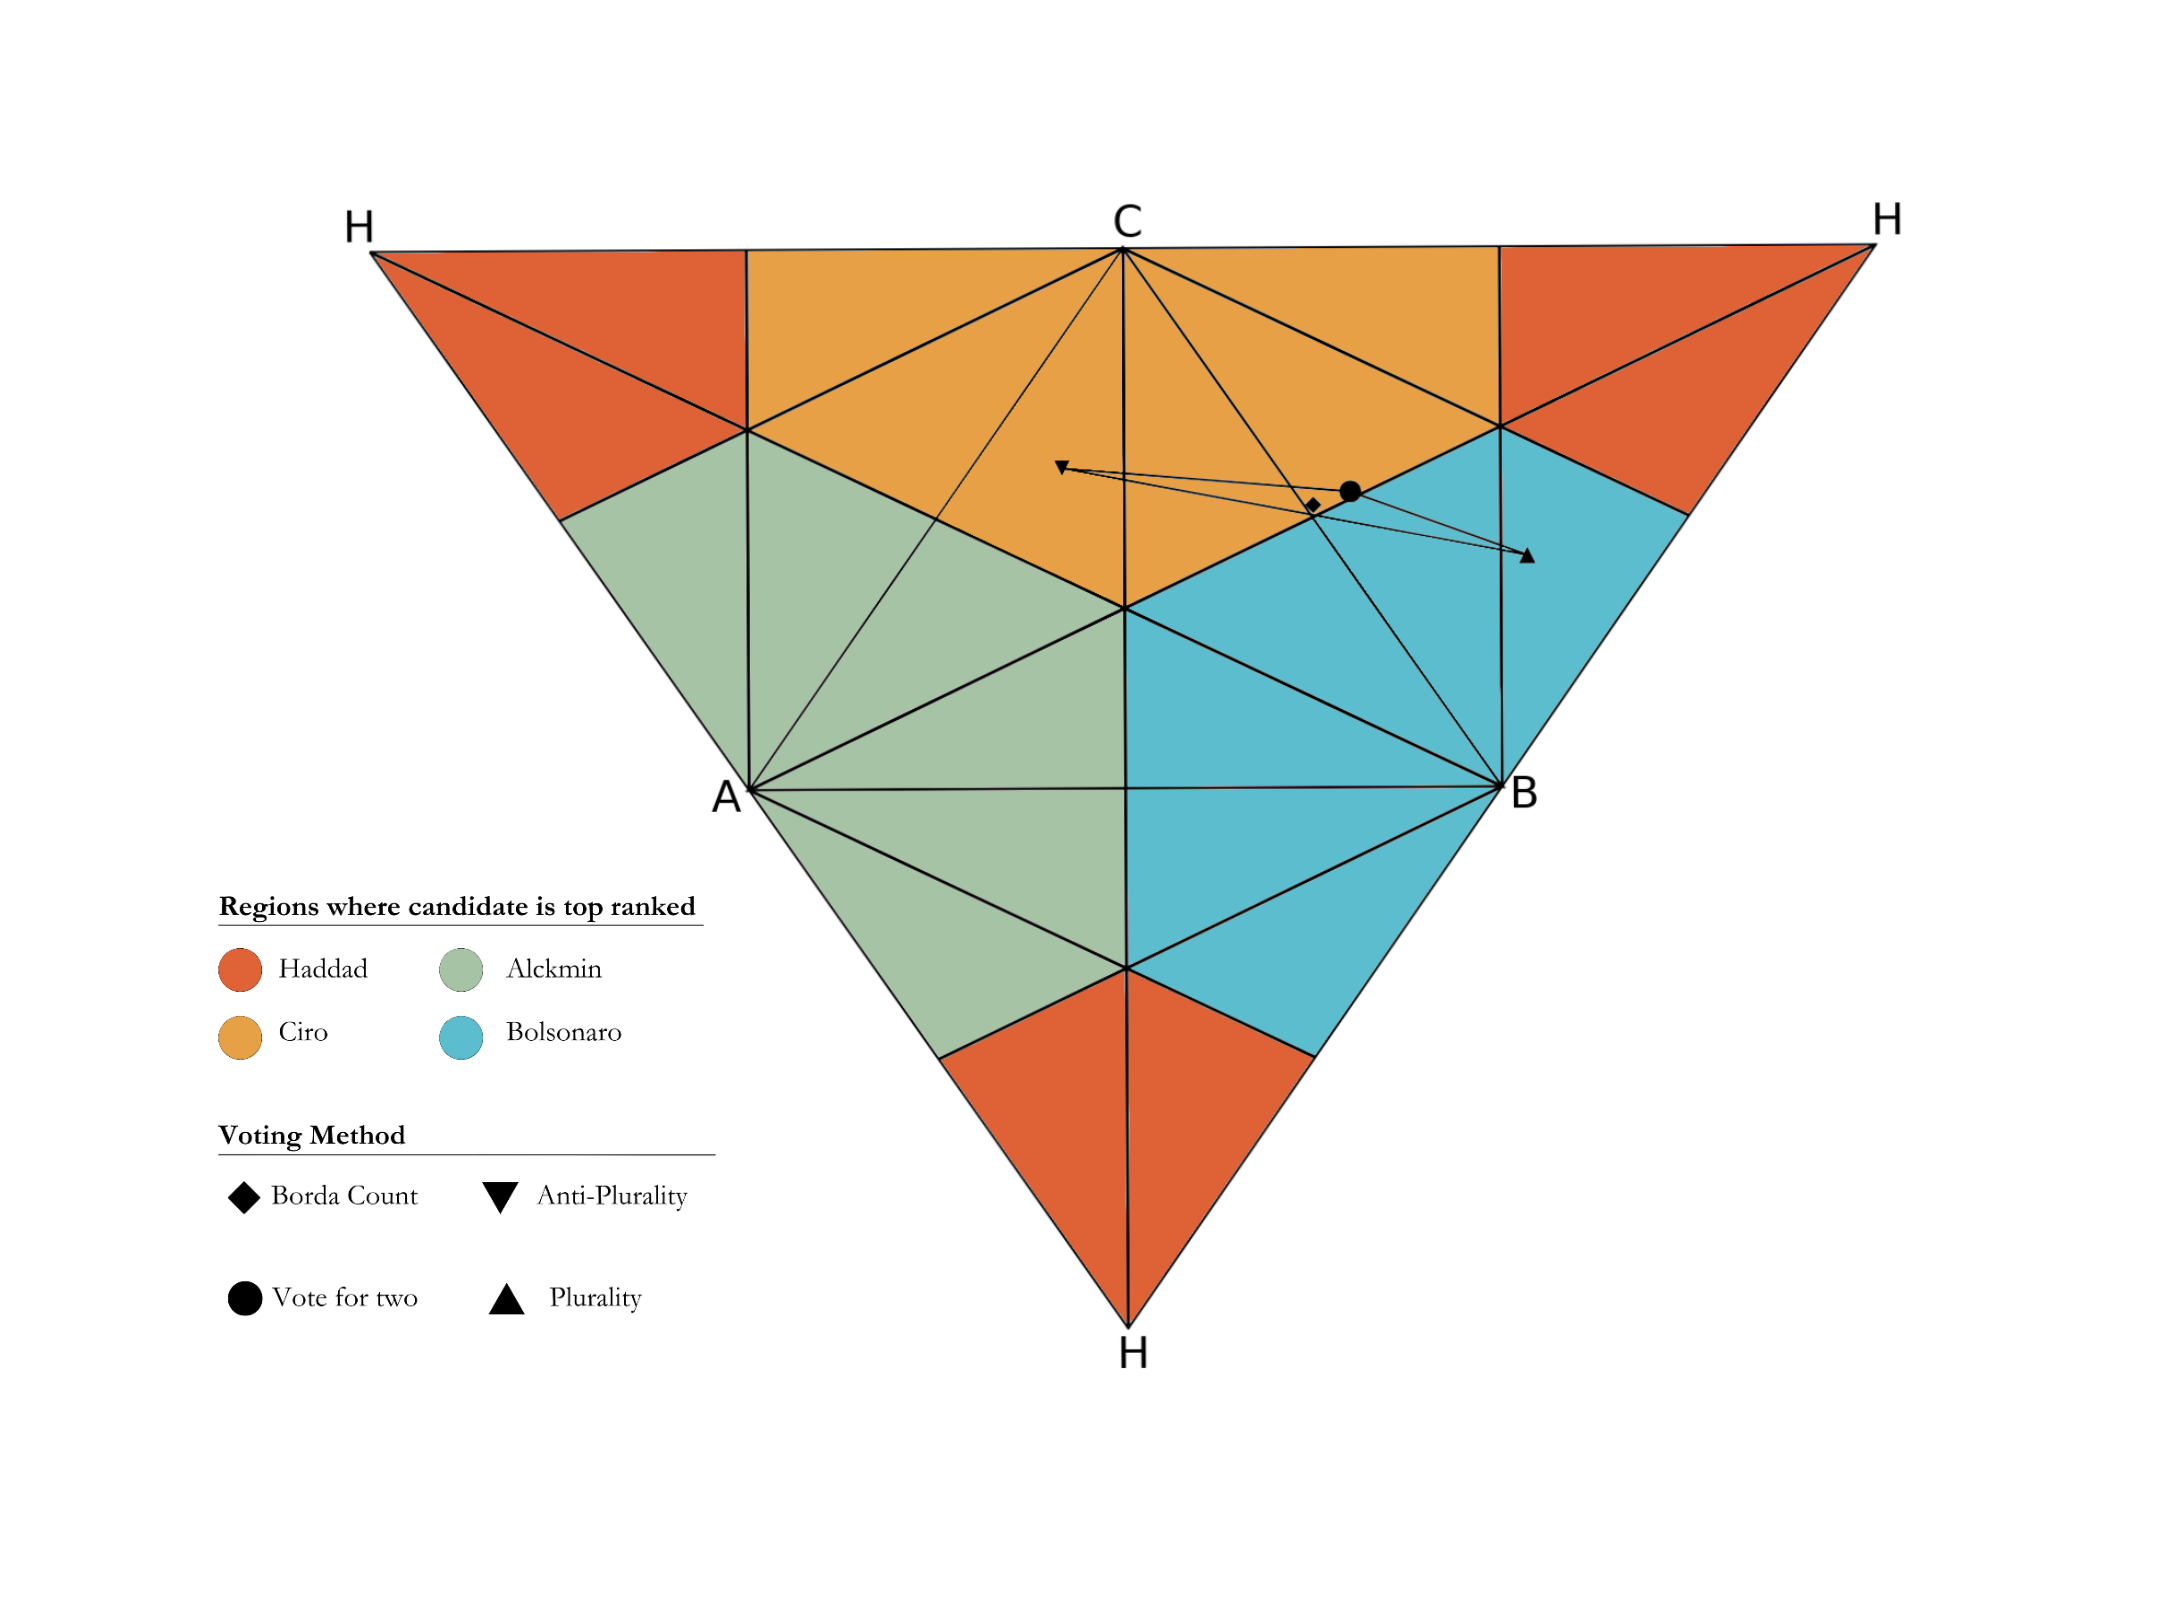 H
C
H
A
B
Regions where candidate is top ranked
Haddad
Alckmin
Ciro
Bolsonaro
Voting Method
Borda Count
Anti-Plurality
Vote for two
Plurality
H